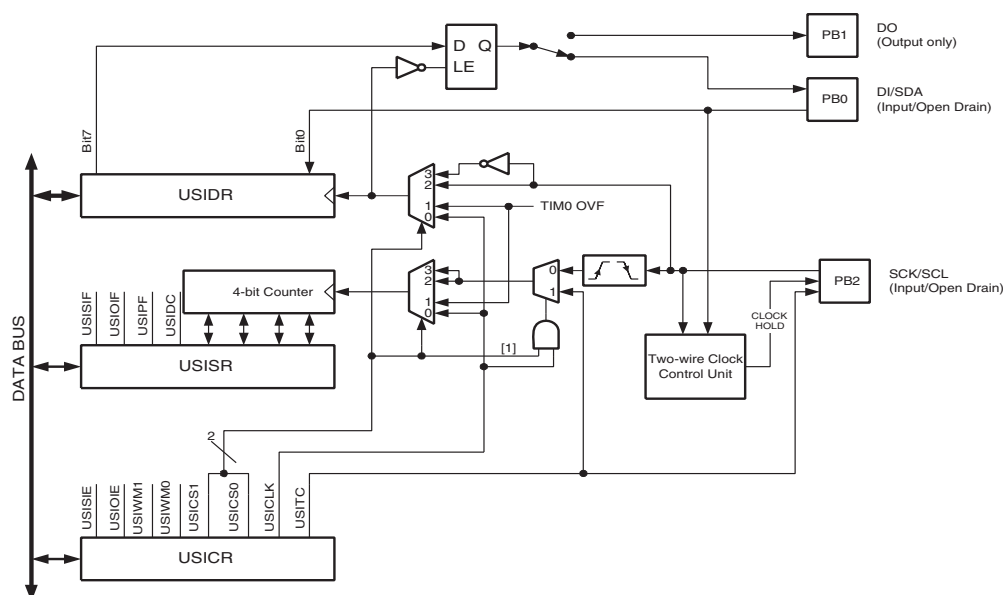 DO
(Output only)
PB1
D Q
LE
DI/SDA
(Input/Open Drain)
PB0
Bit7
Bit0
USIDR
3
2
1
0
TIM0 OVF
4-bit Counter
3
2
1
0
0
1
SCK/SCL
(Input/Open Drain)
PB2
CLOCK
HOLD
USISIF
USIOIF
USIPF
USIDC
USISR
[1]
Two-wire Clock
Control Unit
DATA BUS
2
USISIE
USIOIE
USIWM1
USIWM0
USICS1
USICS0
USICLK
USITC
USICR